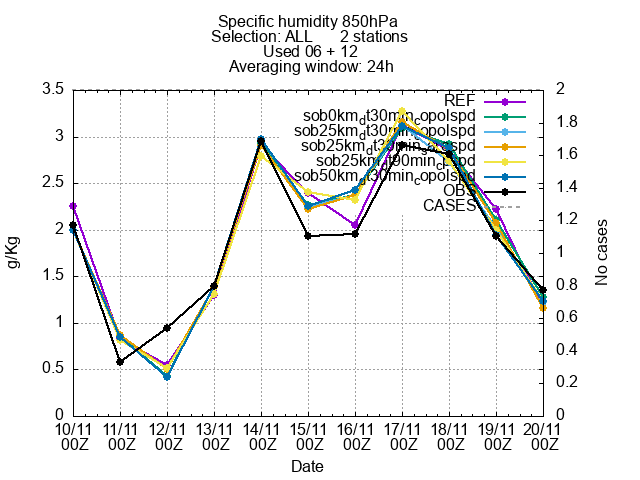 Specific humidity 850hPa
Selection: ALL 2 stations
Used 06 + 12
Averaging window: 24h
3.5
3
2.5
2
1.5
1
0.5
0
g/Kg
2
1.8
1.6
1.4
1.2
1
0.8
0.6
0.4
0.2
0
No cases
REF
sob0km_dt30min_copolspd
sob25km_dt30min_copolspd
OBS
CASES
10/11 11/11 12/11 13/11 14/11 15/11 16/11 17/11 18/11 19/11 20/11
00Z 00Z 00Z 00Z 00Z 00Z 00Z 00Z 00Z 00Z 00Z
Date